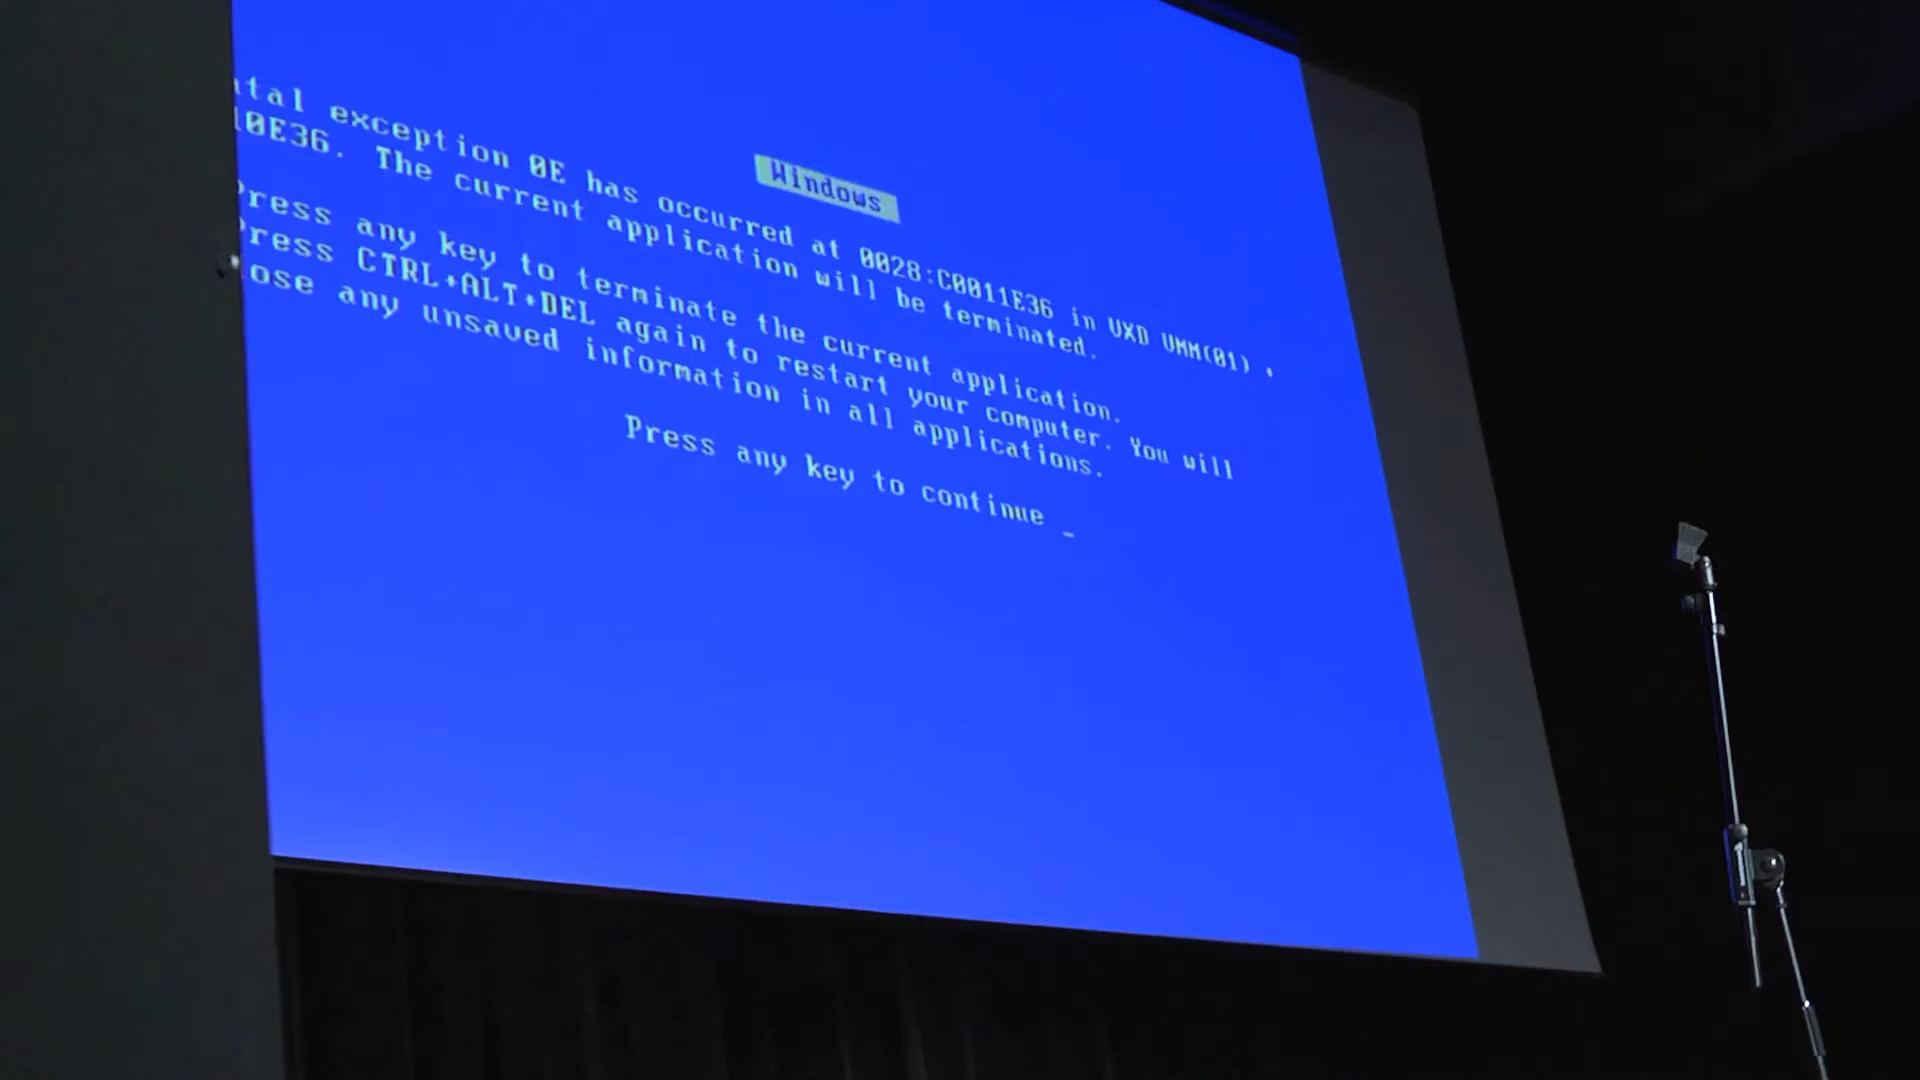 Windows
exception 0E has occurred at 0028:C0011E36 in VXD VMM(01) ,
10E36. The current application will be terminated.
Press any key to terminate the current application.
Press CTRL+ALT+DEL again to restart your computer. You will
ose any unsaved information in all applications.
Press any key to continue _